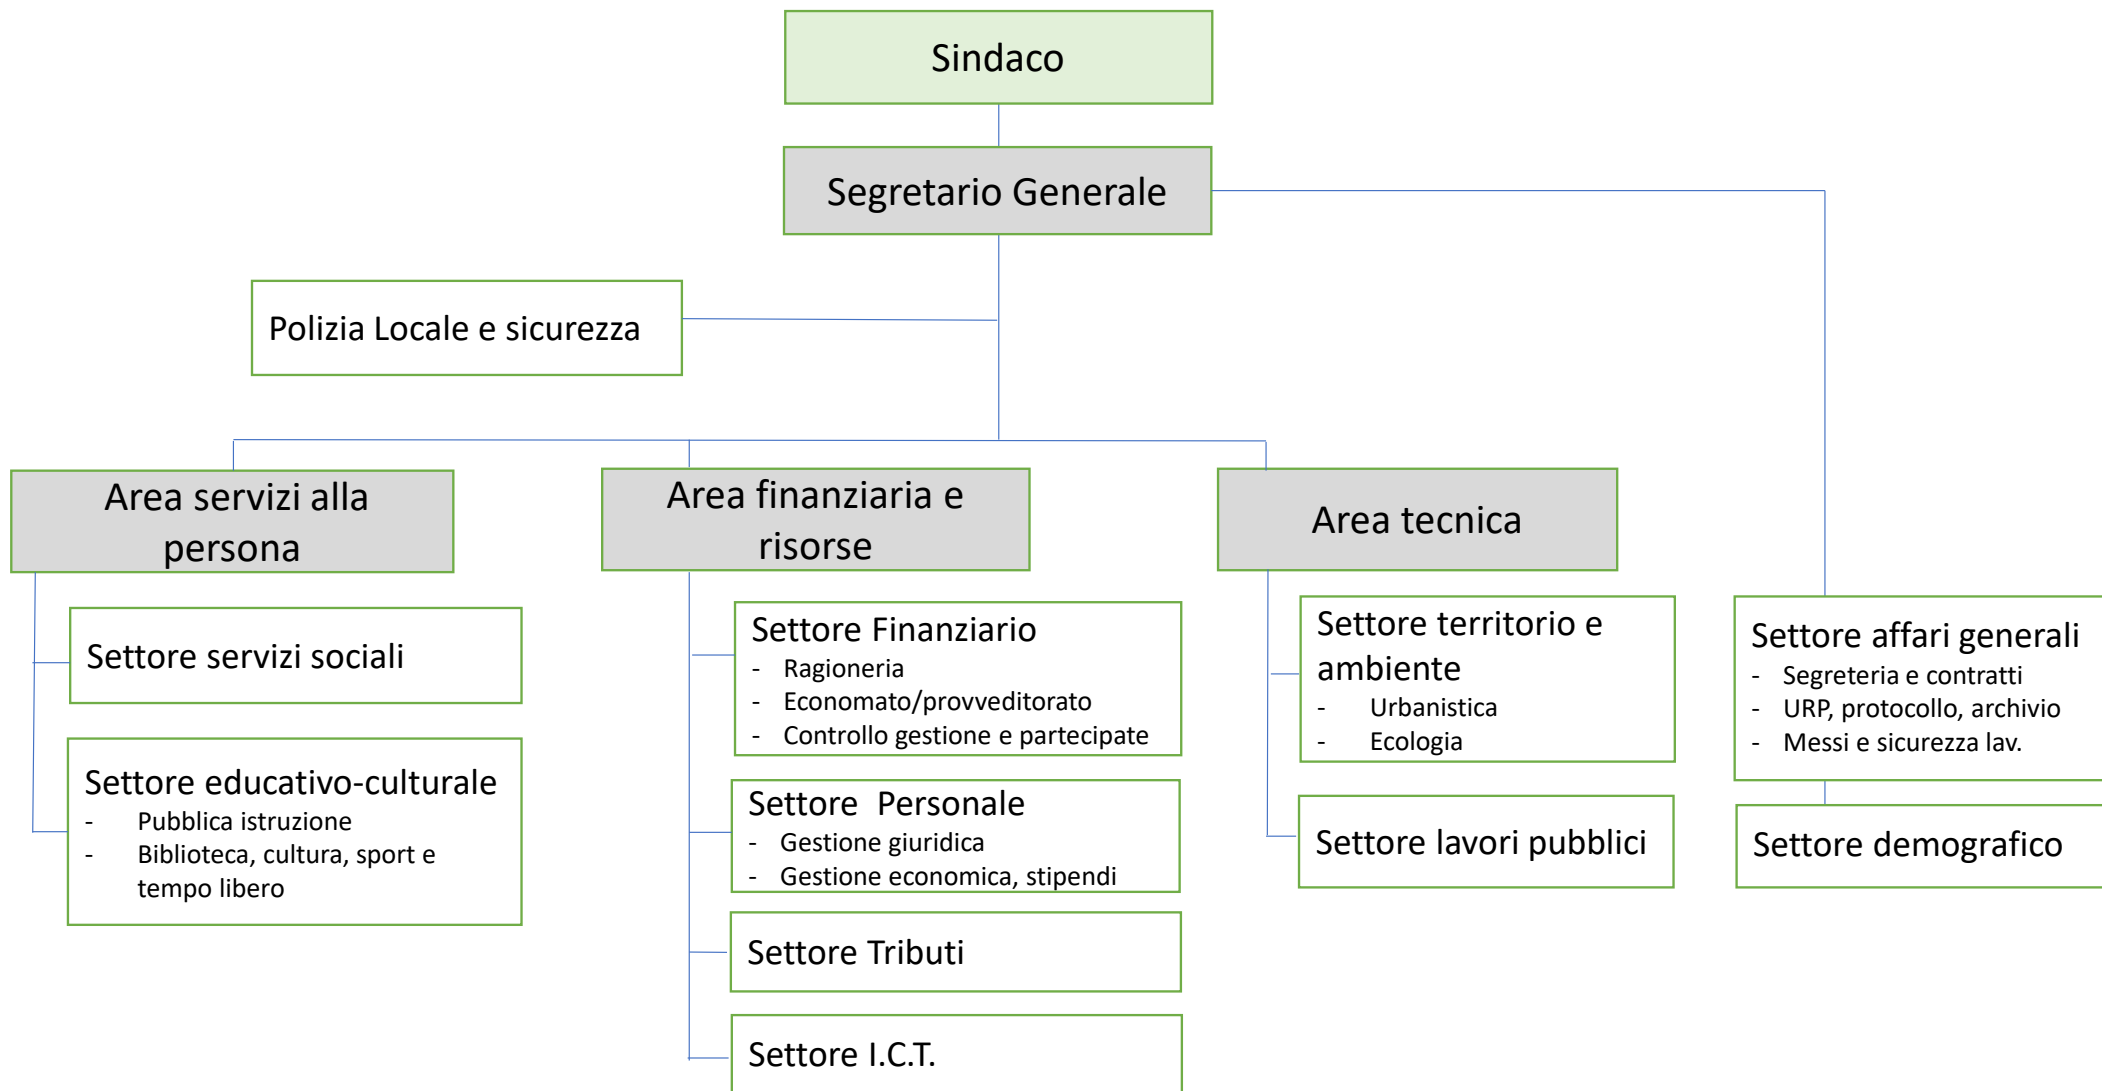 Sindaco
Segretario Generale
Polizia Locale e sicurezza
Area servizi alla
persona
Settore servizi sociali
Settore educativo-culturale
- Pubblica istruzione
- Biblioteca, cultura, sport e
tempo libero
Area finanziaria e
risorse
Settore Finanziario
- Ragioneria
- Economato/provveditorato
- Controllo gestione e partecipate
Settore  Personale
- Gestione giuridica
- Gestione economica, stipendi
Settore Tributi
Settore I.C.T.
Area tecnica
Settore territorio e
ambiente
- Urbanistica
- Ecologia
Settore lavori pubblici
Settore affari generali
- Segreteria e contratti
- URP, protocollo, archivio
- Messi e sicurezza lav.
Settore demografico